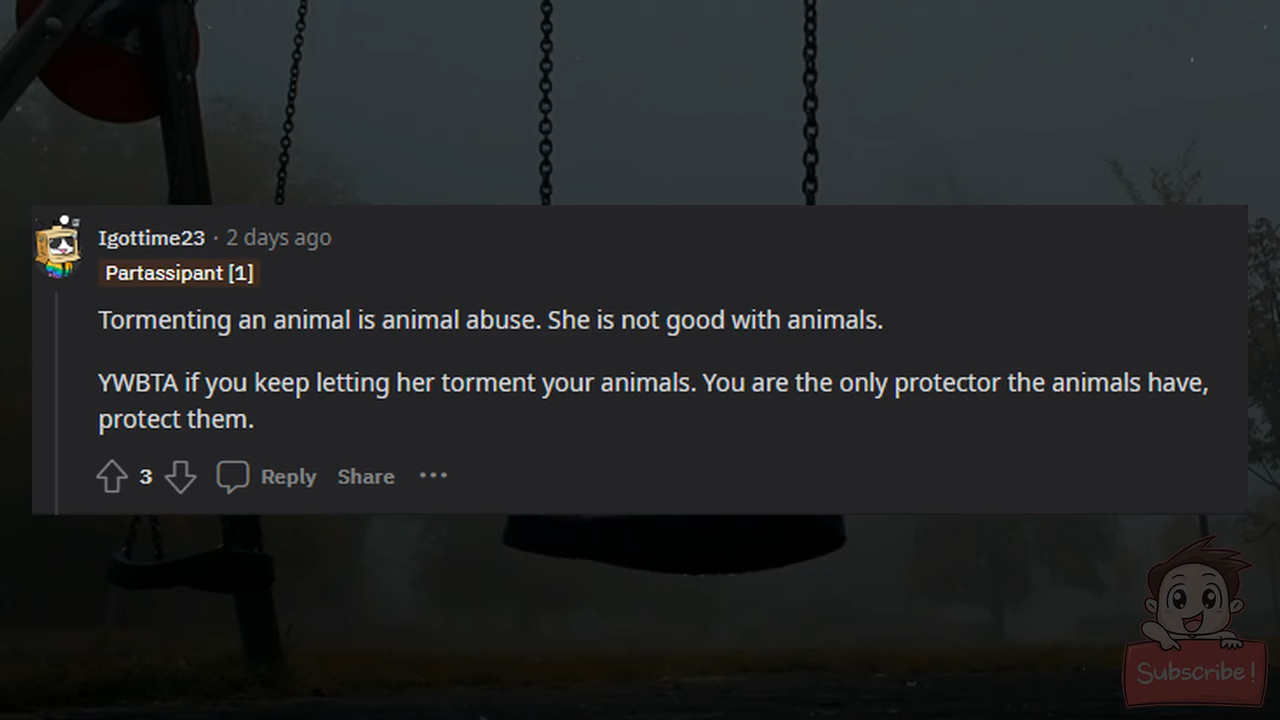 Igottime23 · 2 days ago
Partassipant [1]
Tormenting an animal is animal abuse. She is not good with animals.
YWBTA if you keep letting her torment your animals. You are the only protector the animals have,
protect them.
3 Reply Share ···
Subscribe!